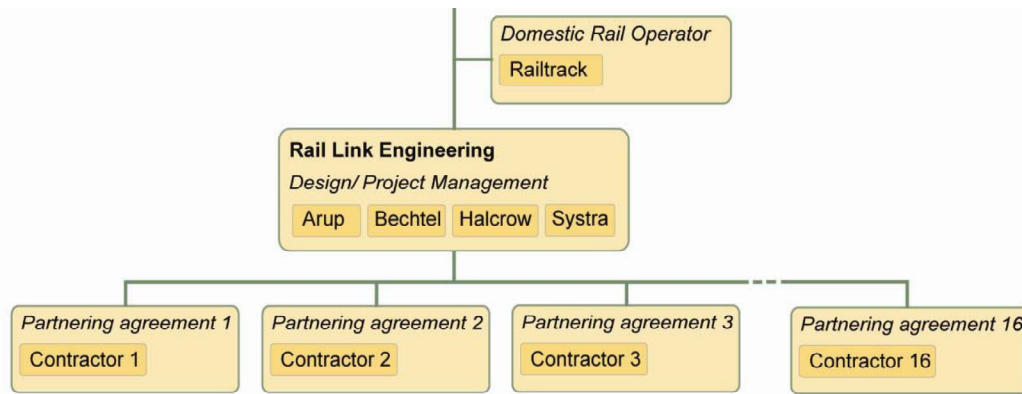 Domestic Rail Operator
Railtrack
Rail Link Engineering
Design/ Project Management
Arup Bechtel Halcrow Systra
Partnering agreement 1
Contractor 1
Partnering agreement 2
Contractor 2
Partnering agreement 3
Contractor 3
Partnering agreement 16
Contractor 16